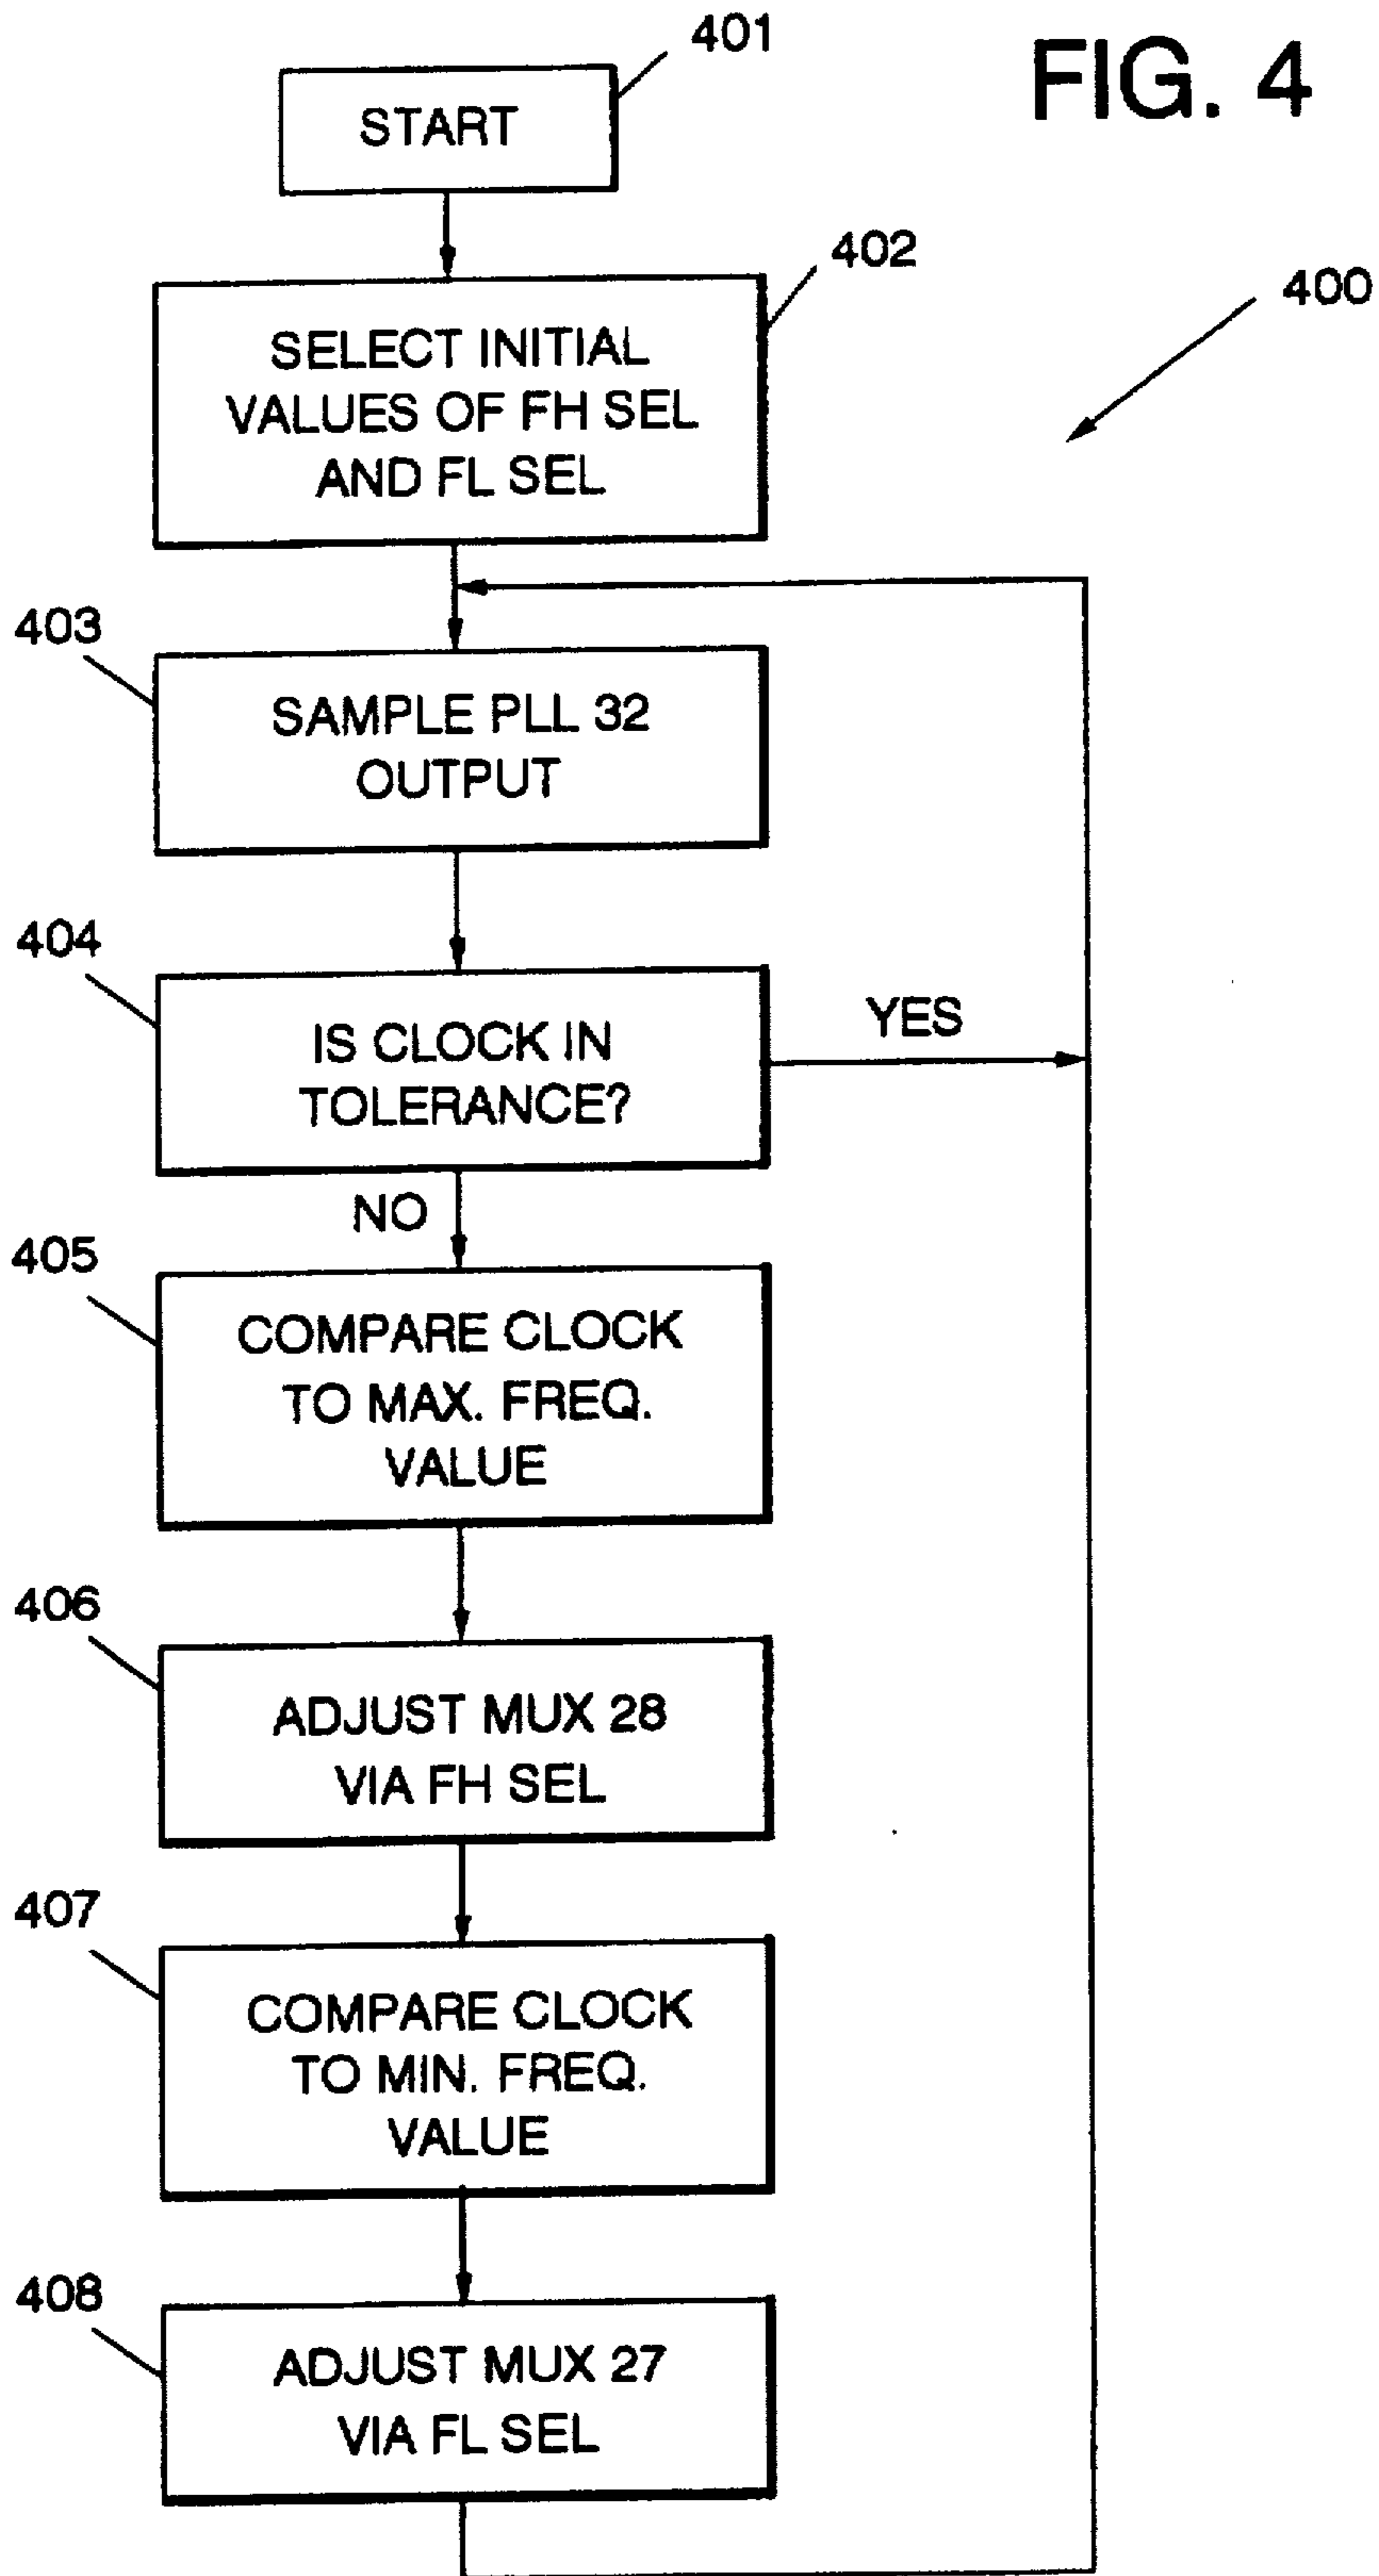 FIG. 4
401
START
402
400
SELECT INITIAL
VALUES OF FH SEL
AND FL SEL
403
SAMPLE PLL 32
OUTPUT
404
IS CLOCK IN
TOLERANCE?
YES
NO
405
COMPARE CLOCK
TO MAX. FREQ.
VALUE
406
ADJUST MUX 28
VIA FH SEL
407
COMPARE CLOCK
TO MIN. FREQ.
VALUE
408
ADJUST MUX 27
VIA FL SEL